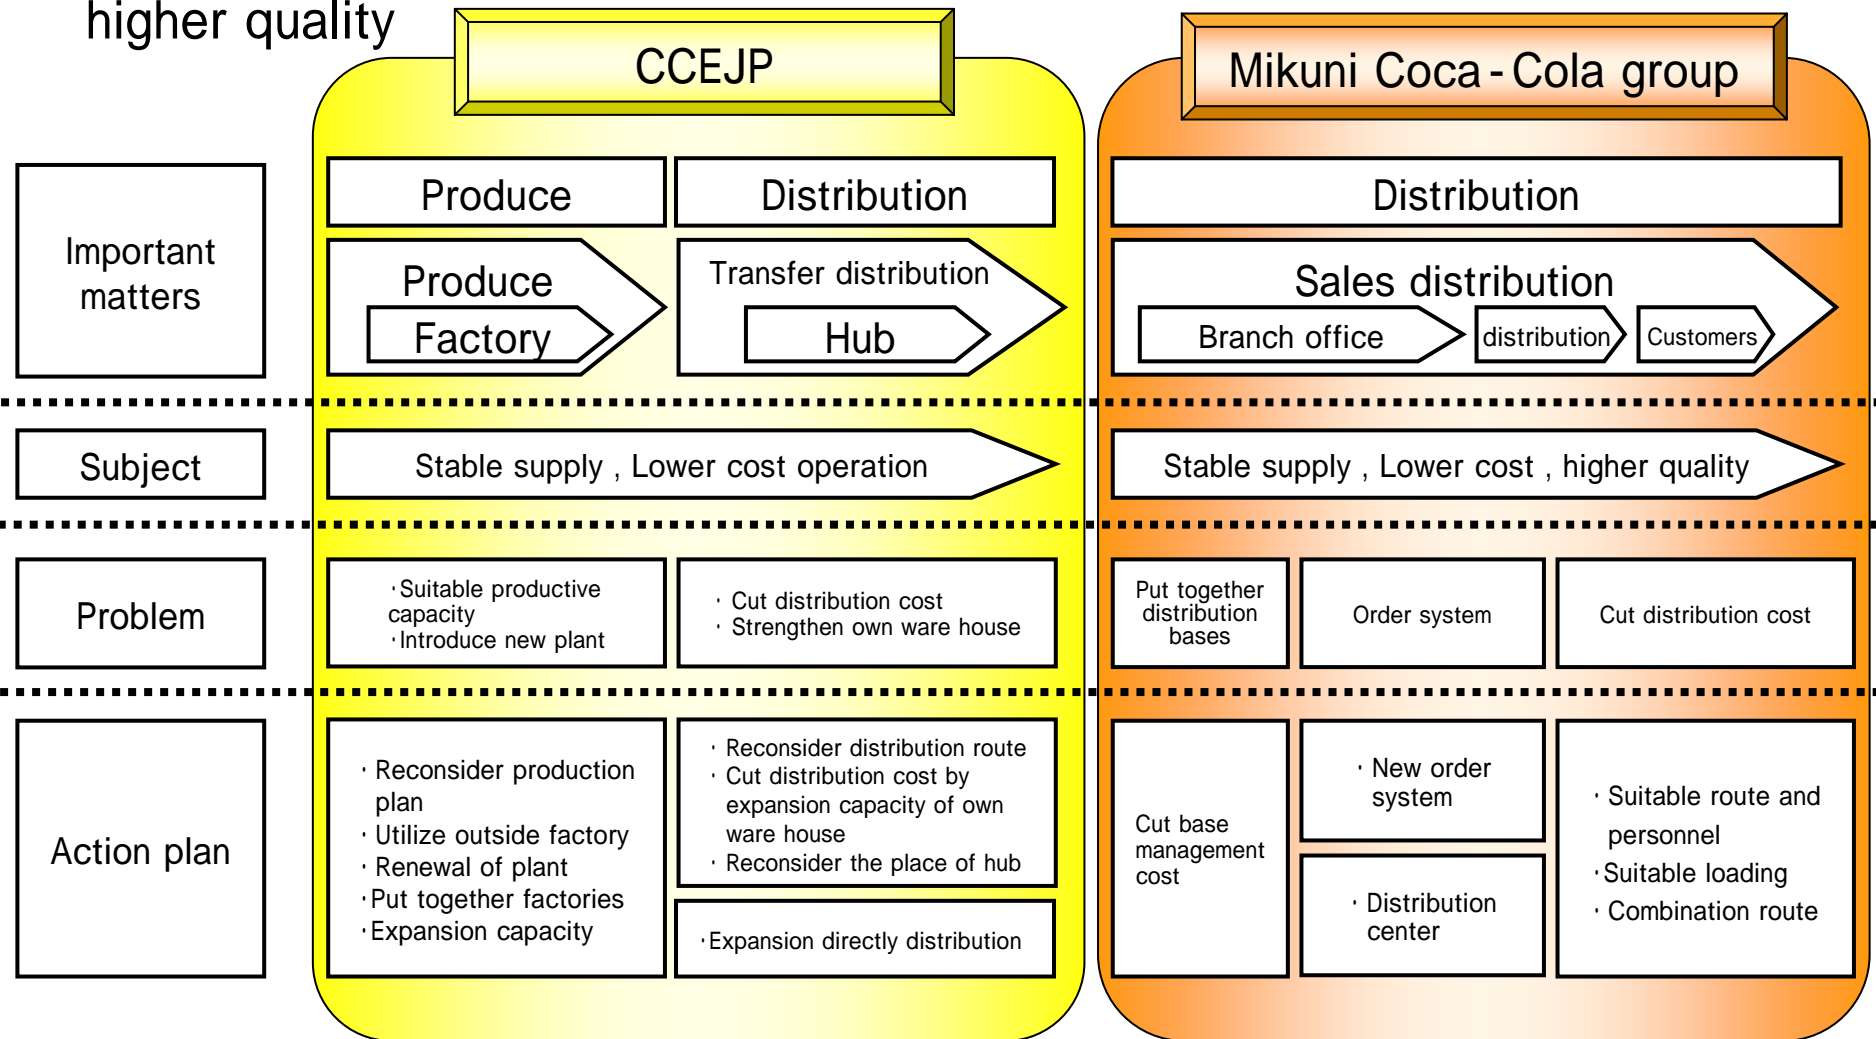 higher quality
CCEJP
Mikuni Coca-Cola group
Important
matters
Produce
Distribution
Distribution
Produce
Factory
Transfer distribution
Hub
Sales distribution
Branch office
distribution
Customers
Subject
Stable supply , Lower cost operation
Stable supply , Lower cost , higher quality
Problem
・Suitable productive
capacity
・Introduce new plant
・Cut distribution cost
・Strengthen own ware house
Put together
distribution
bases
Order system
Cut distribution cost
Action plan
・Reconsider production
plan
・Utilize outside factory
・Renewal of plant
・Put together factories
・Expansion capacity
・Reconsider distribution route
・Cut distribution cost by
expansion capacity of own
ware house
・Reconsider the place of hub
・Expansion directly distribution
Cut base
management
cost
・New order
system
・Distribution
center
・Suitable route and
personnel
・Suitable loading
・Combination route